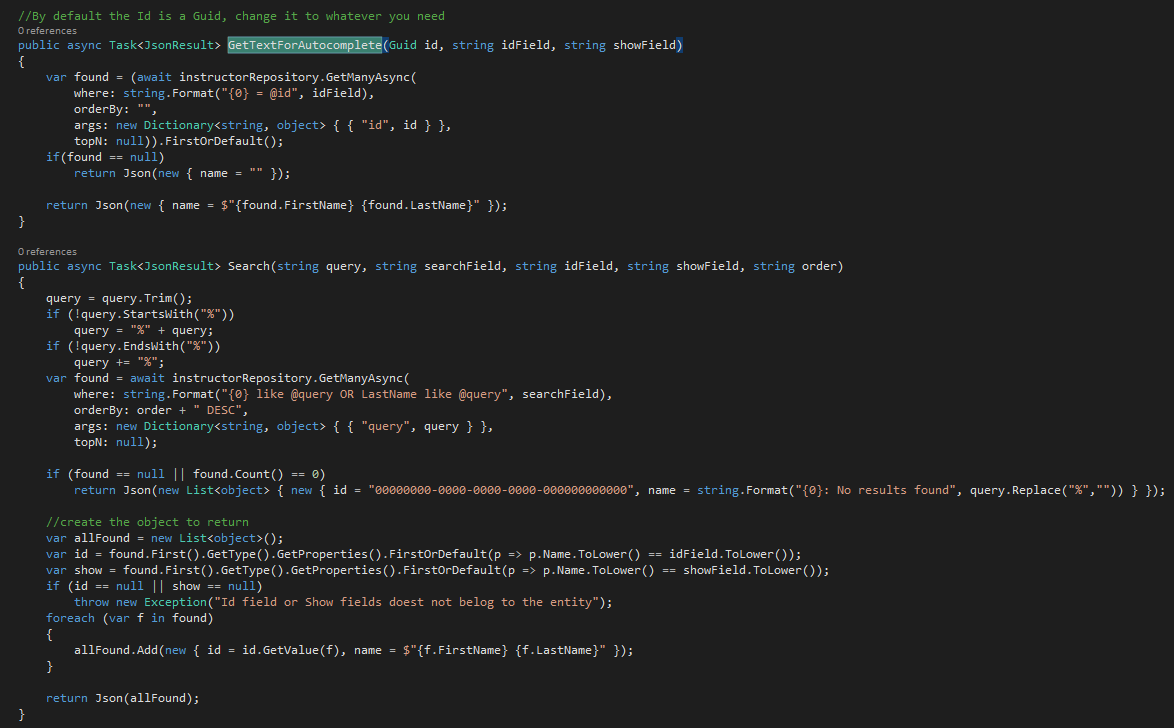 //By default the Id is a Guid, change it to whatever you need
0 references
public async Task<JsonResult> GetTextForAutocomplete(Guid id, string idField, string showField)
{
    var found = (await instructorRepository.GetManyAsync(
        where: string.Format("{0} = @id", idField),
        orderBy: "",
        args: new Dictionary<string, object> { { "id", id } },
        topN: null)).FirstOrDefault();
    if(found == null)
        return Json(new { name = "" });

    return Json(new { name = $"{found.FirstName} {found.LastName}" });
}

0 references
public async Task<JsonResult> Search(string query, string searchField, string idField, string showField, string order)
{
    query = query.Trim();
    if (!query.StartsWith("%"))
        query = "%" + query;
    if (!query.EndsWith("%"))
        query += "%";
    var found = await instructorRepository.GetManyAsync(
        where: string.Format("{0} like @query OR LastName like @query", searchField),
        orderBy: order + " DESC",
        args: new Dictionary<string, object> { { "query", query } },
        topN: null);

    if (found == null || found.Count() == 0)
        return Json(new List<object> { new { id = "00000000-0000-0000-0000-000000000000", name = string.Format("{0}: No results found", query.Replace("%","")) } });

    //create the object to return
    var allFound = new List<object>();
    var id = found.First().GetType().GetProperties().FirstOrDefault(p => p.Name.ToLower() == idField.ToLower());
    var show = found.First().GetType().GetProperties().FirstOrDefault(p => p.Name.ToLower() == showField.ToLower());
    if (id == null || show == null)
        throw new Exception("Id field or Show fields doest not belog to the entity");
    foreach (var f in found)
    {
        allFound.Add(new { id = id.GetValue(f), name = $"{f.FirstName} {f.LastName}" });
    }

    return Json(allFound);
}